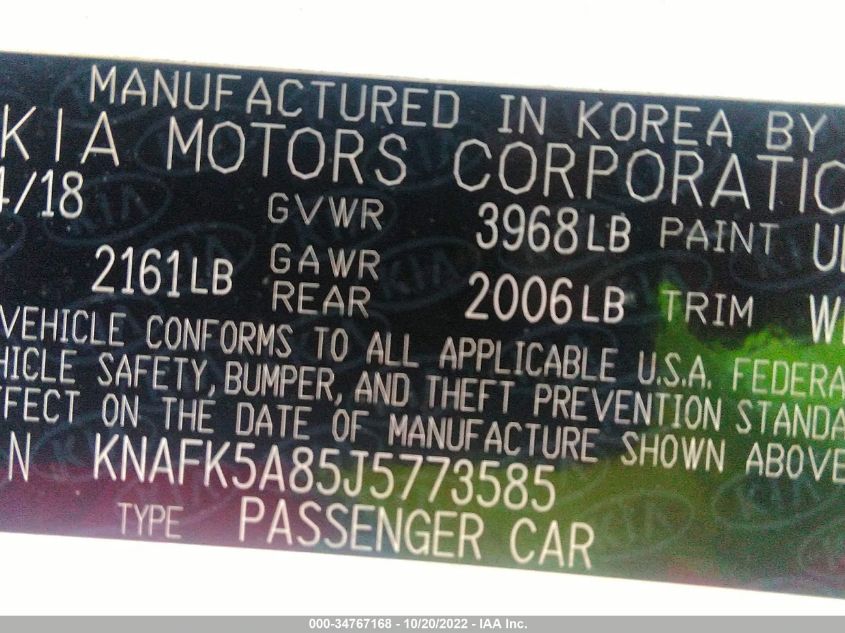 MANUFACTURED IN KOREA BY
KIA MOTORS CORPORATIO
4/18 GVWR 3968LB PAINT
2161LB GAWR REAR 2006LB TRIM
VEHICLE CONFORMS TO ALL APPLICABLE U.S.A. FEDERA
HICLE SAFETY, BUMPER, AND THEFT PREVENTION STANDA
FFECT ON THE DATE OF MANUFACTURE SHOWN ABOVE
N KNAFK5A85J5773585
TYPE PASSENGER CAR
000-34767168 - 10/20/2022 - IAA Inc.